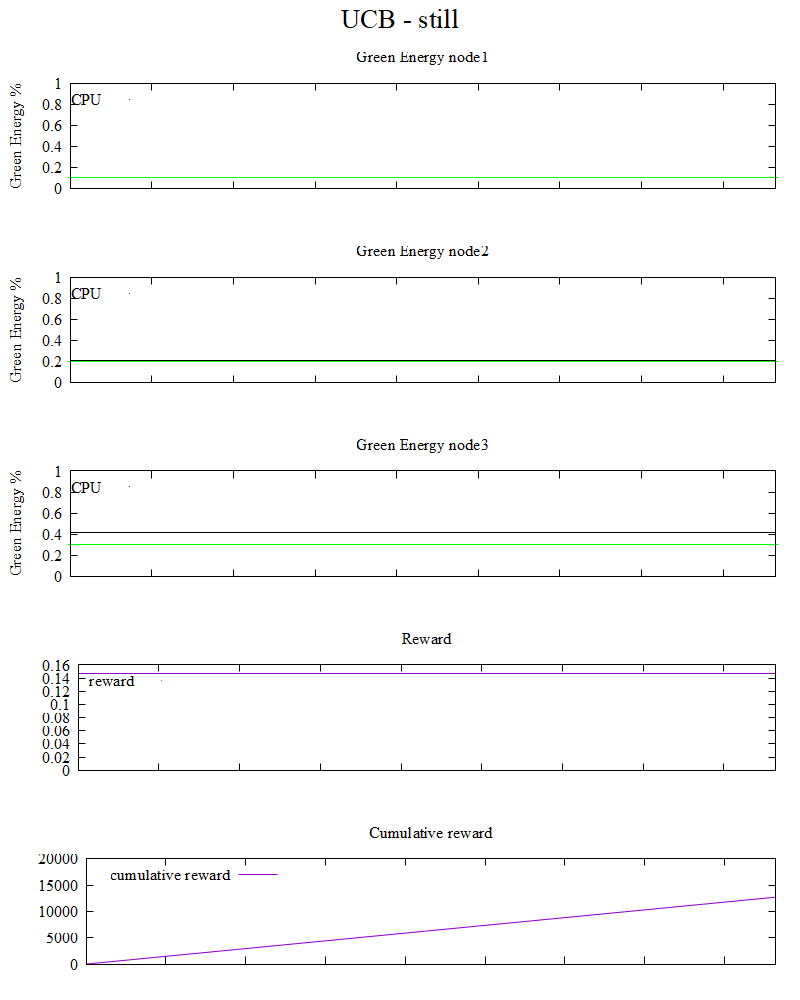 UCB - still
Green Energy node1
Green Energy %
1
0.8
0.6
0.4
0.2
0
CPU
Green Energy node2
Green Energy %
1
0.8
0.6
0.4
0.2
0
CPU
Green Energy node3
Green Energy %
1
0.8
0.6
0.4
0.2
0
CPU
Reward
0.16
0.14
0.12
0.1
0.08
0.06
0.04
0.02
0
reward
Cumulative reward
20000
15000
10000
5000
0
cumulative reward